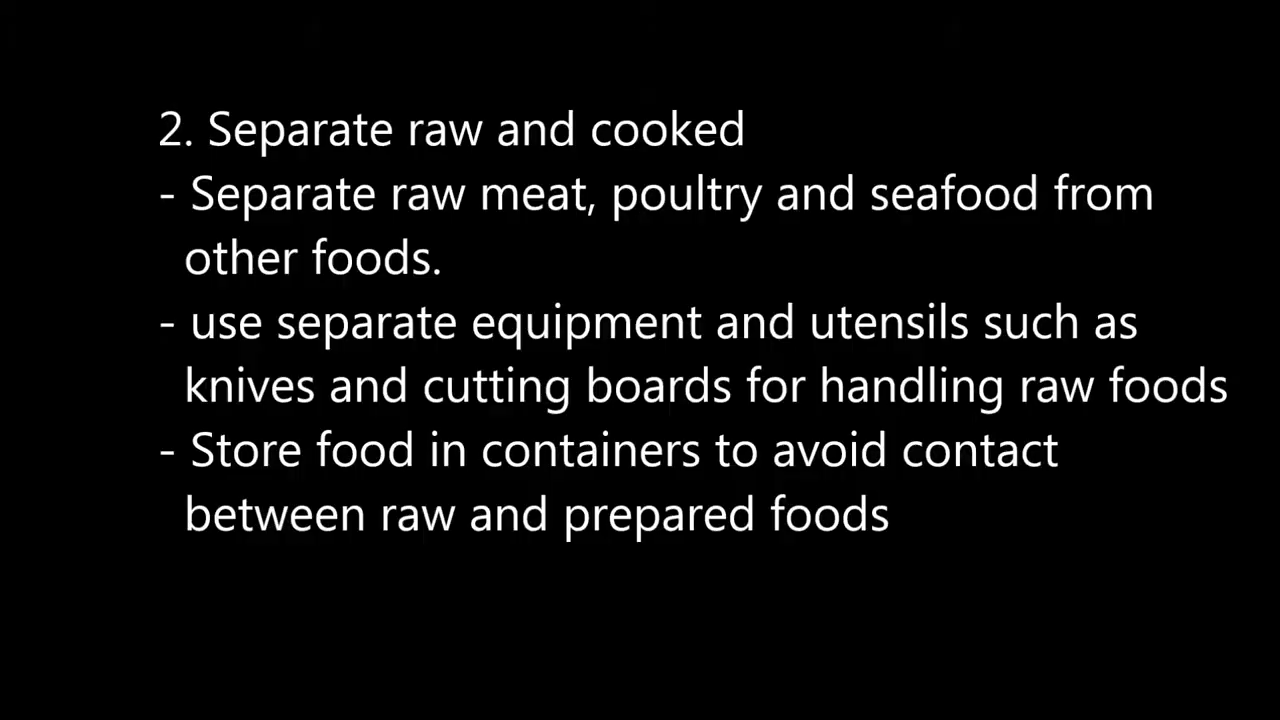 2. Separate raw and cooked
- Separate raw meat, poultry and seafood from
other foods.
- use separate equipment and utensils such as
knives and cutting boards for handling raw foods
- Store food in containers to avoid contact
between raw and prepared foods